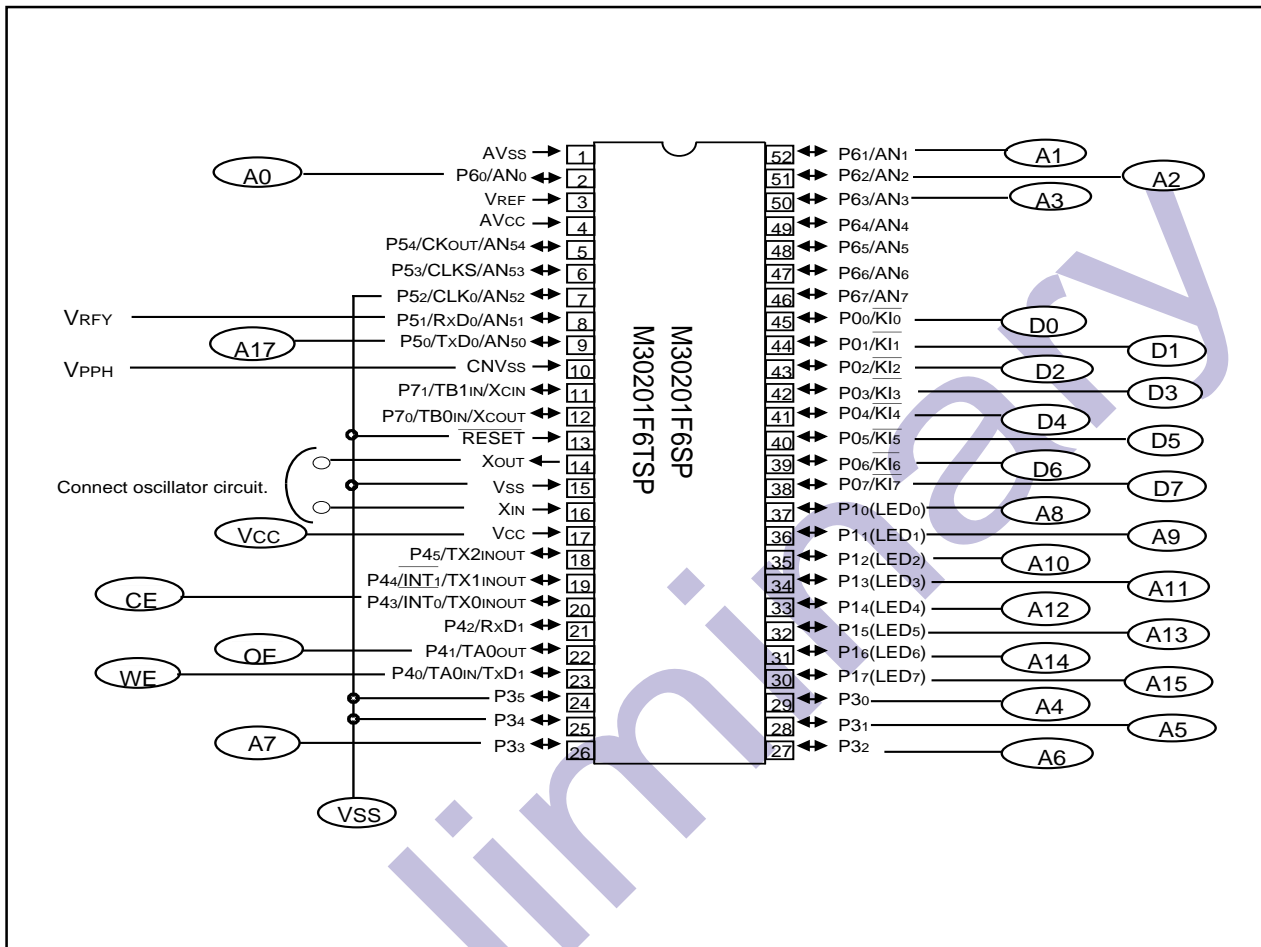 A0
VRFY
A17
VPPH
Connect oscillator circuit.
VCC
CE
OE
WE
A7
VSS
AVSS 1
P60/AN0 2
VREF 3
AVCC 4
P54/CKOUT/AN54 5
P53/CLKS/AN53 6
P52/CLK0/AN52 7
P51/RXD0/AN51 8
P50/TXD0/AN50 9
CNVSS 10
P71/TB1IN/XCIN 11
P70/TB0IN/XCOUT 12
RESET 13
XOUT 14
VSS 15
XIN 16
VCC 17
P45/TX2INOUT 18
P44/INT1/TX1INOUT 19
P43/INT0/TX0INOUT 20
P42/RXD1 21
P41/TA0OUT 22
P40/TA0IN/TXD1 23
P35 24
P34 25
P33 26
M30201F6SP
M30201F6TSP
52 P61/AN1 A1
51 P62/AN2 A2
50 P63/AN3 A3
49 P64/AN4
48 P65/AN5
47 P66/AN6
46 P67/AN7
45 P00/KI0 D0
44 P01/KI1 D1
43 P02/KI2 D2
42 P03/KI3 D3
41 P04/KI4 D4
40 P05/KI5 D5
39 P06/KI6 D6
38 P07/KI7 D7
37 P10(LED0) A8
36 P11(LED1) A9
35 P12(LED2) A10
34 P13(LED3) A11
33 P14(LED4) A12
32 P15(LED5) A13
31 P16(LED6) A14
30 P17(LED7) A15
29 P30 A4
28 P31 A5
27 P32 A6
liminary